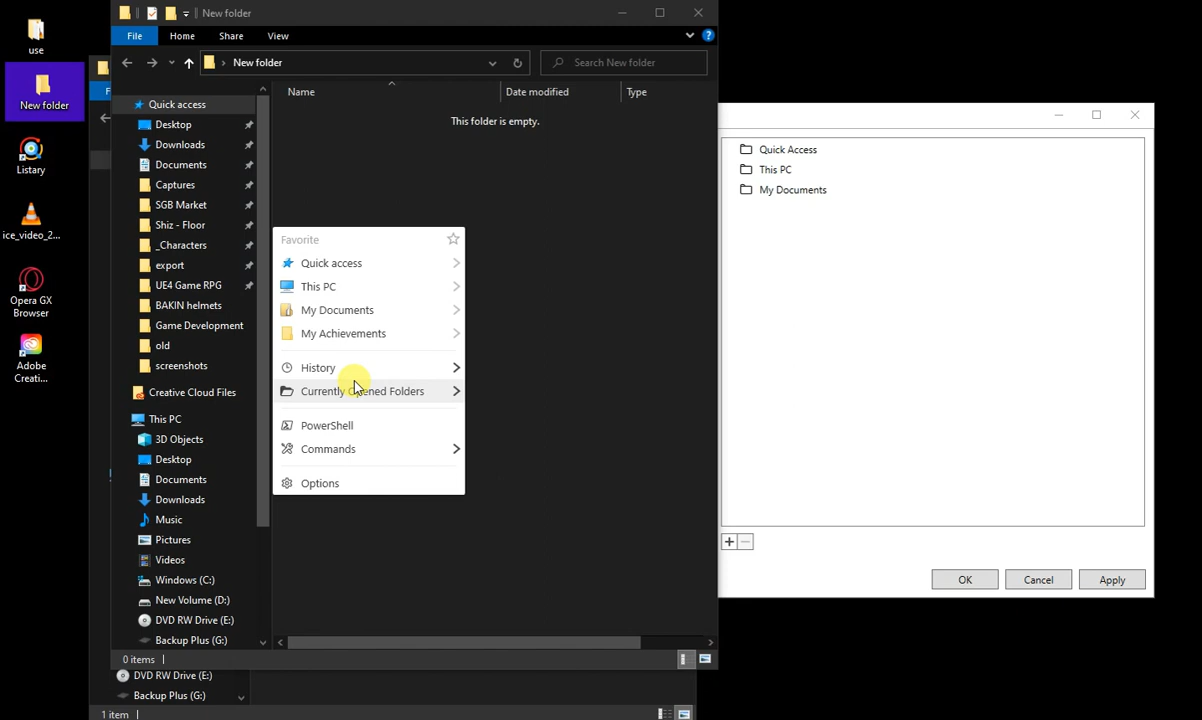 use
New folder
Listary
ice_video_2...
Opera GX
Browser
Adobe
Creati...
New folder
File
Home
Share
View
New folder
Search New folder
Name
Date modified
Type
This folder is empty.
Quick access
Desktop
Downloads
Documents
Captures
SGB Market
Shiz - Floor
_Characters
export
UE4 Game RPG
BAKIN helmets
Game Development
old
screenshots
Creative Cloud Files
This PC
3D Objects
Desktop
Documents
Downloads
Music
Pictures
Videos
Windows (C:)
New Volume (D:)
DVD RW Drive (E:)
Backup Plus (G:)
0 items
DVD RW Drive (E:)
Backup Plus (G:)
1 item
Favorite
Quick access
This PC
My Documents
My Achievements
History
Currently Opened Folders
PowerShell
Commands
Options
Quick Access
This PC
My Documents
OK
Cancel
Apply